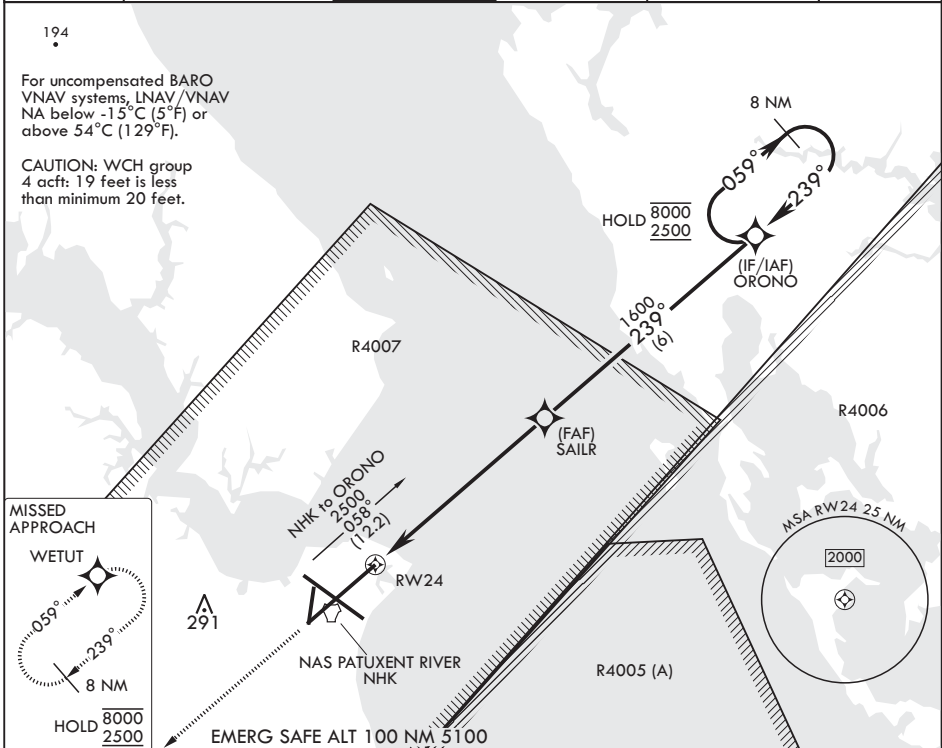 194
For uncompensated BARO
VNAV systems, LNAV/VNAV
NA below -15°C (5°F) or
above 54°C (129°F).
CAUTION: WCH group
4 acft: 19 feet is less
than minimum 20 feet.
8 NM
059°
239°
HOLD 8000
2500
(IF/IAF)
ORONO
1600
239°
(6)
R4007
R4006
(FAF)
SAILR
NHK to ORONO
2500
058°
(12.2)
MISSED
APPROACH
WETUT
059°
239°
8 NM
HOLD 8000
2500
MSA RW24 25 NM
2000
RW24
291
NAS PATUXENT RIVER
NHK
R4005 (A)
EMERG SAFE ALT 100 NM 5100